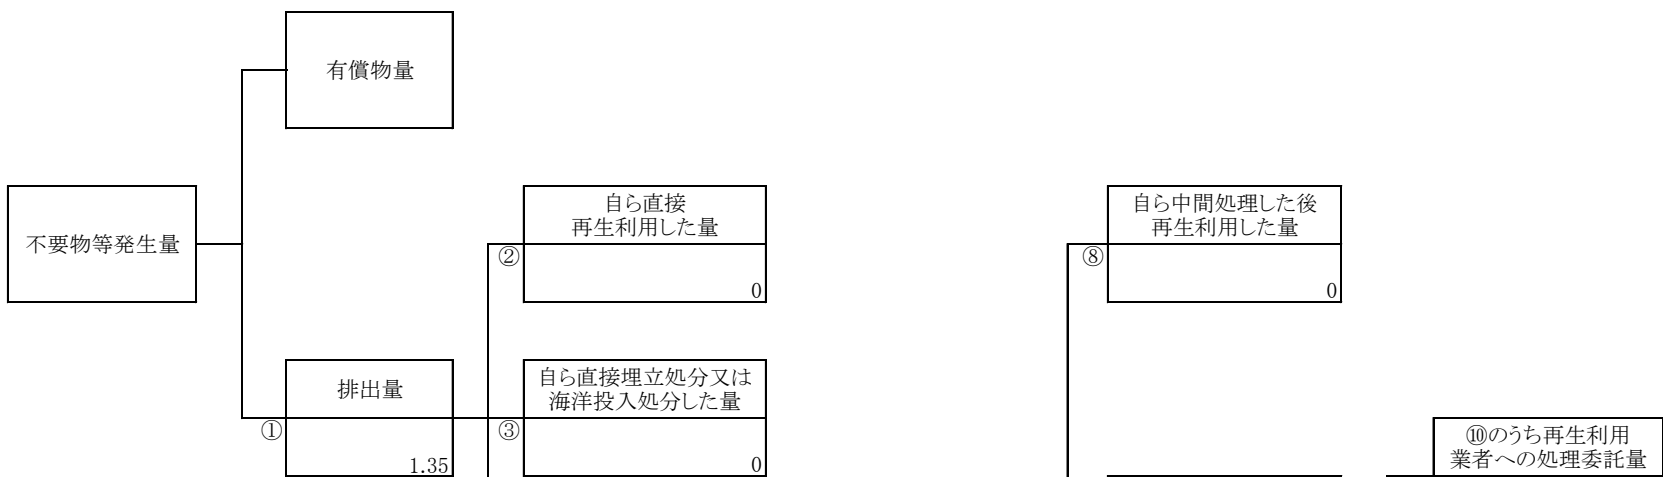 有償物量
不要物等発生量
自ら直接
再生利用した量
②
0
自ら中間処理した後
再生利用した量
⑧
0
排出量
①
1.35
自ら直接埋立処分又は
海洋投入処分した量
③
0
⑩のうち再生利用
業者への処理委託量